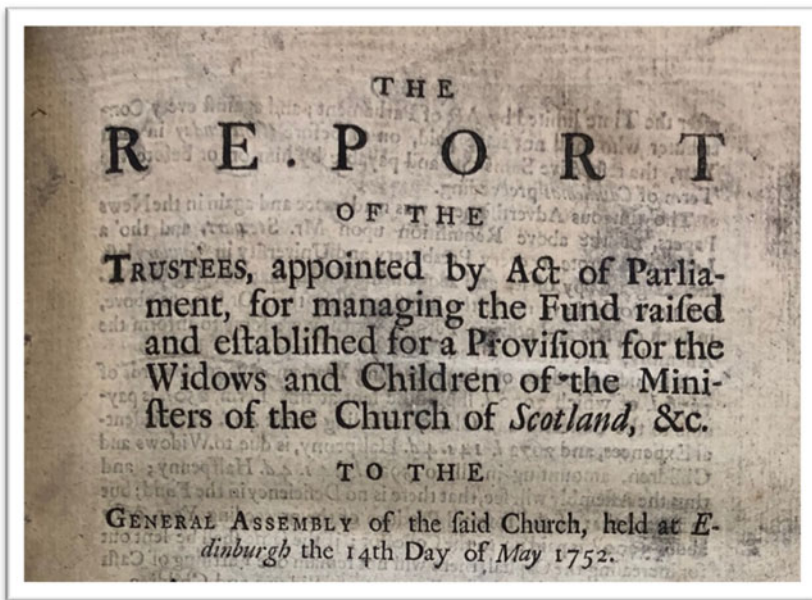 THE
REPORT
OF THE
TRUSTEES, appointed by Act of Parlia-
ment, for managing the Fund raiſed
and eſtabliſhed for a Proviſion for the
Widows and Children of the Mini-
ſters of the Church of Scotland, &c.
TO THE
GENERAL ASSEMBLY of the ſaid Church, held at E-
dinburgh the 14th Day of May 1752.